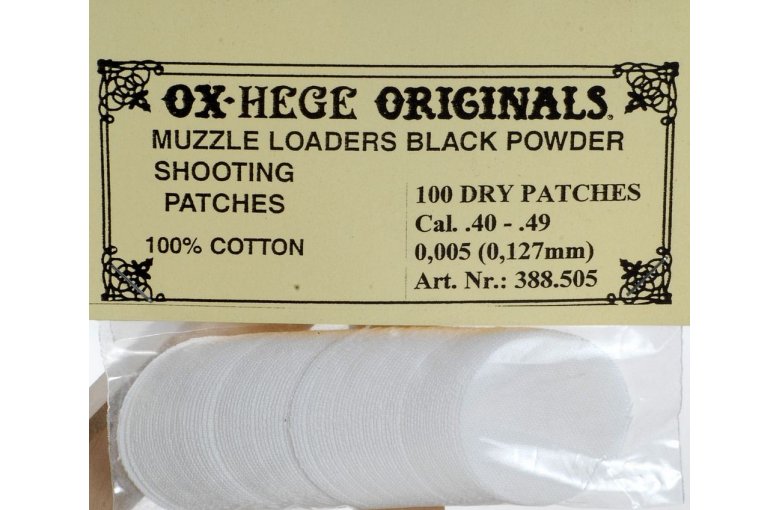 OX-HEGE ORIGINALS
MUZZLE LOADERS BLACK POWDER
SHOOTING
PATCHES
100% COTTON
100 DRY PATCHES
Cal. .40 - .49
0,005 (0,127mm)
Art. Nr.: 388.505